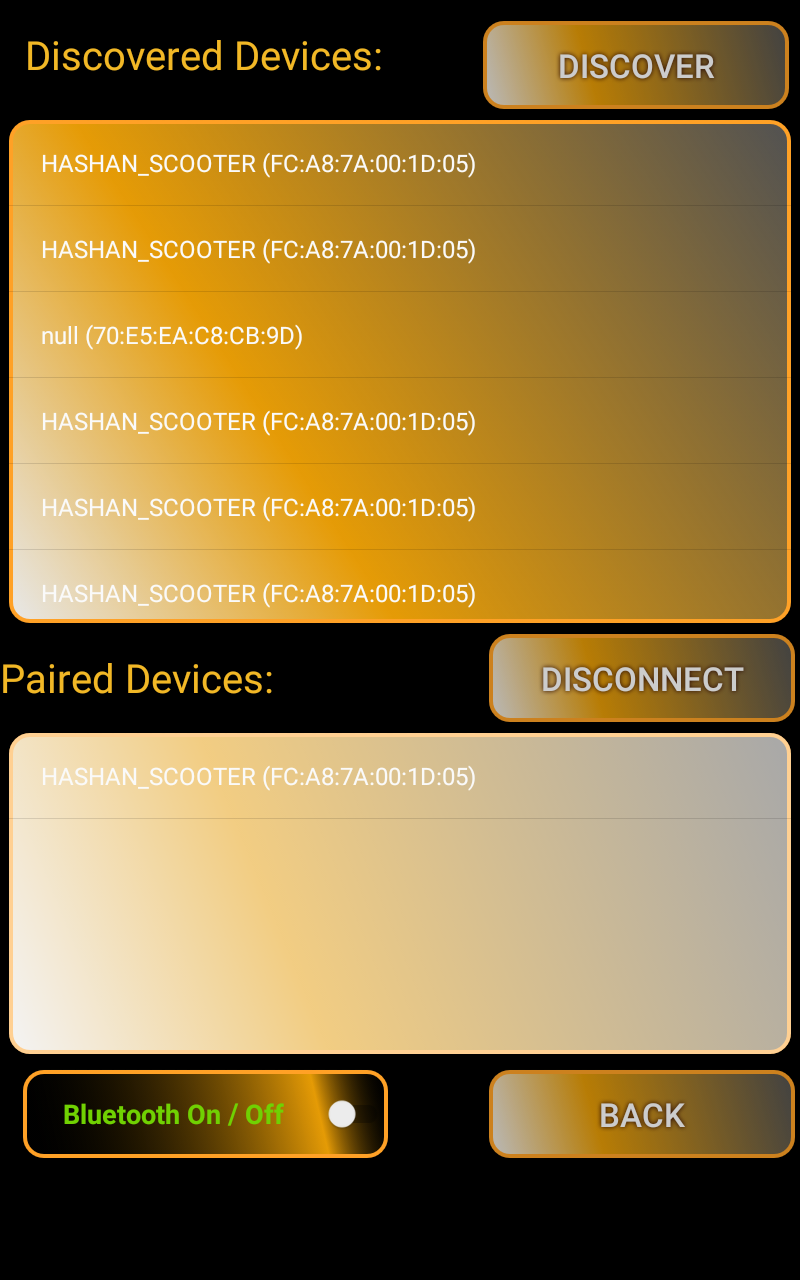 Discovered Devices:
DISCOVER
HASHAN_SCOOTER (FC:A8:7A:00:1D:05)
HASHAN_SCOOTER (FC:A8:7A:00:1D:05)
null (70:E5:EA:C8:CB:9D)
HASHAN_SCOOTER (FC:A8:7A:00:1D:05)
HASHAN_SCOOTER (FC:A8:7A:00:1D:05)
HASHAN_SCOOTER (FC:A8:7A:00:1D:05)
Paired Devices:
DISCONNECT
HASHAN_SCOOTER (FC:A8:7A:00:1D:05)
Bluetooth On / Off
BACK